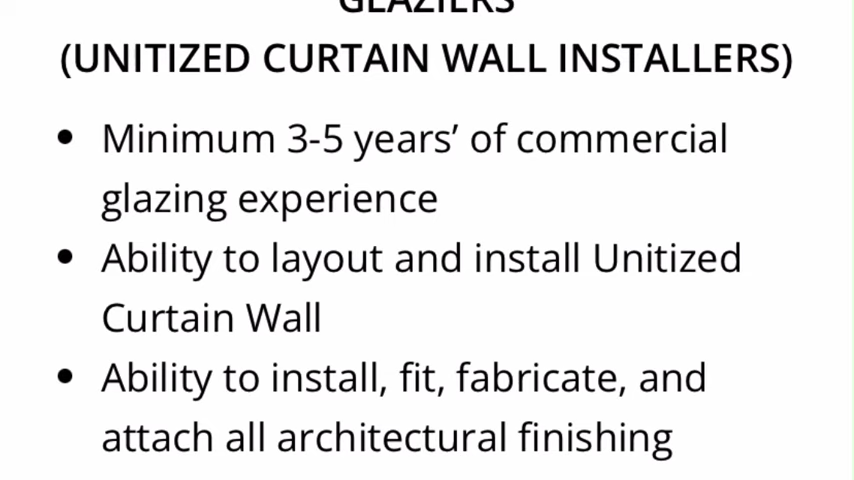 GLAZIERS
(UNITIZED CURTAIN WALL INSTALLERS)
• Minimum 3-5 years’ of commercial
glazing experience
• Ability to layout and install Unitized
Curtain Wall
• Ability to install, fit, fabricate, and
attach all architectural finishing